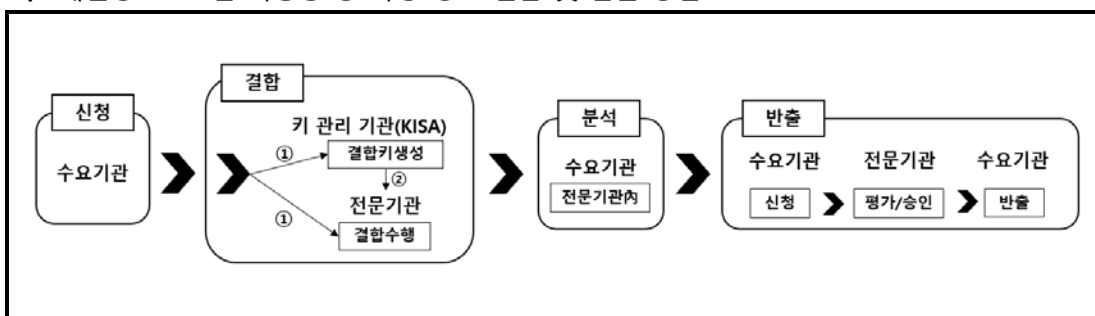 신청
수요기관
결합
키 관리 기관(KISA)
①
결합키생성
②
전문기관
①
결합수행
분석
수요기관
전문기관內
반출
수요기관 전문기관 수요기관
신청 평가/승인 반출